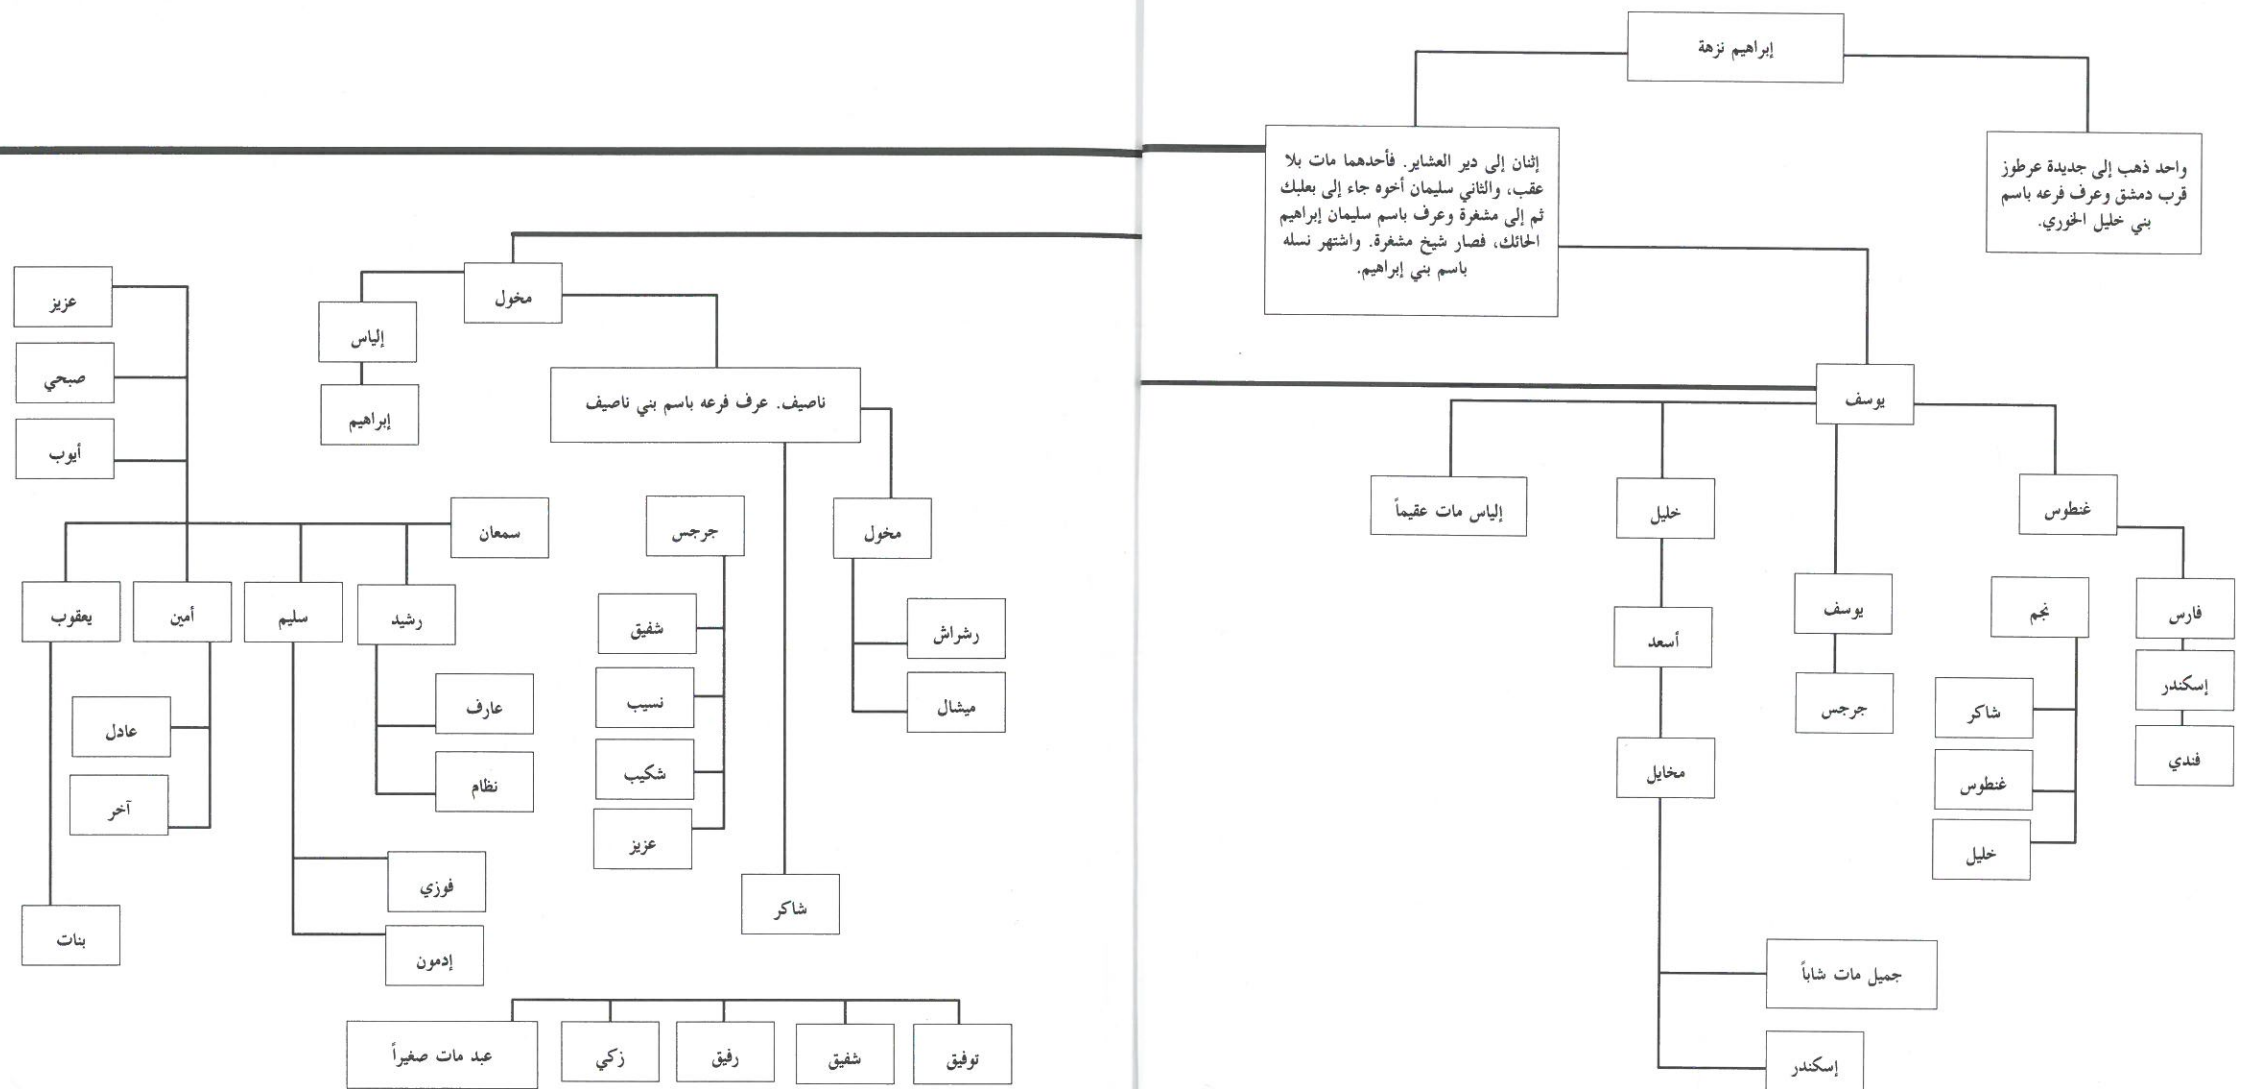 إبراهيم نزهة
واحد ذهب إلى جديدة عرطوز
قرب دمشق وعرف فرعه باسم
بني خليل الخوري.
إثنان إلى دير العشاير. فأحدهما مات بلا
عقب، والثاني سليمان أخوه جاء إلى بعلبك
ثم إلى مشغرة وعرف باسم سليمان إبراهيم
الحائك، فصار شيخ مشغرة. واشتهر نسله
باسم بني إبراهيم.
يوسف
غنطوس
خليل
إلياس مات عقيماً
فارس
نجم
يوسف
أسعد
إسكندر
شاكر
جرجس
فندي
غنطوس
مخايل
خليل
جميل مات شاباً
إسكندر
مخول
إلياس
إبراهيم
ناصيف. عرف فرعه باسم بني ناصيف
عزيز
صبحي
أيوب
مخول
جرجس
سمعان
رشراش
ميشال
شفيق
نسيب
شكيب
عزيز
شاكر
رشيد
سليم
أمين
يعقوب
عارف
نظام
عادل
آخر
فوزي
إدمون
بنات
توفيق
شفيق
رفيق
زكي
عبد مات صغيراً